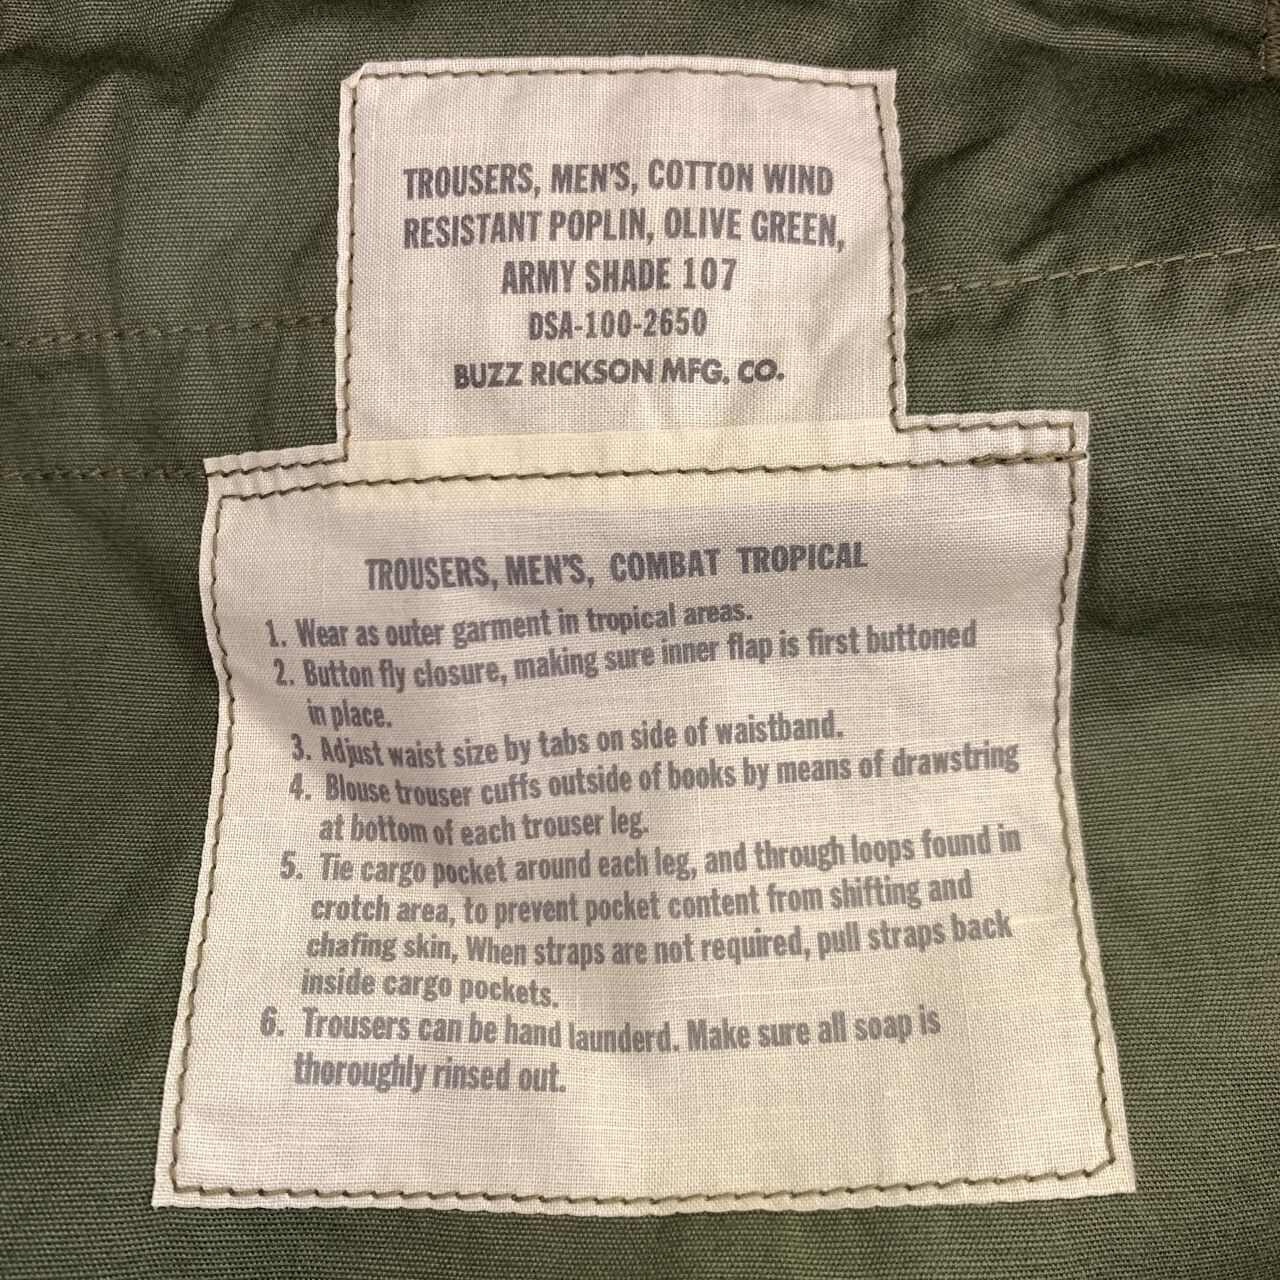 TROUSERS, MEN'S, COTTON WIND
RESISTANT POPLIN, OLIVE GREEN,
ARMY SHADE 107
DSA-100-2650
BUZZ RICKSON MFG. CO.
TROUSERS, MEN'S, COMBAT TROPICAL
1. Wear as outer garment in tropical areas.
2. Button fly closure, making sure inner flap is first buttoned
in place.
3. Adjust waist size by tabs on side of waistband.
4. Blouse trouser cuffs outside of books by means of drawstring
at bottom of each trouser leg.
5. Tie cargo pocket around each leg, and through loops found in
crotch area, to prevent pocket content from shifting and
chafing skin, When straps are not required, pull straps back
inside cargo pockets.
6. Trousers can be hand launderd. Make sure all soap is
thoroughly rinsed out.